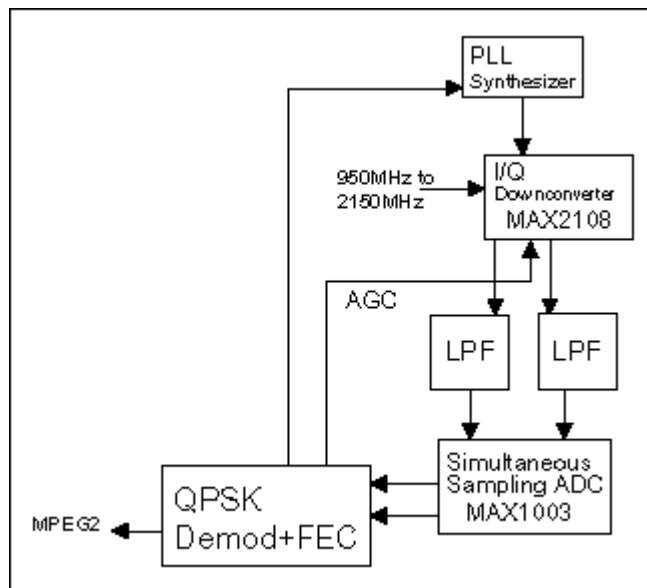 PLL
Synthesizer
950MHz to
2150MHz
I/Q
Downconverter
MAX2108
AGC
LPF
LPF
Simultaneous
Sampling ADC
MAX1003
QPSK
Demod+FEC
MPEG2